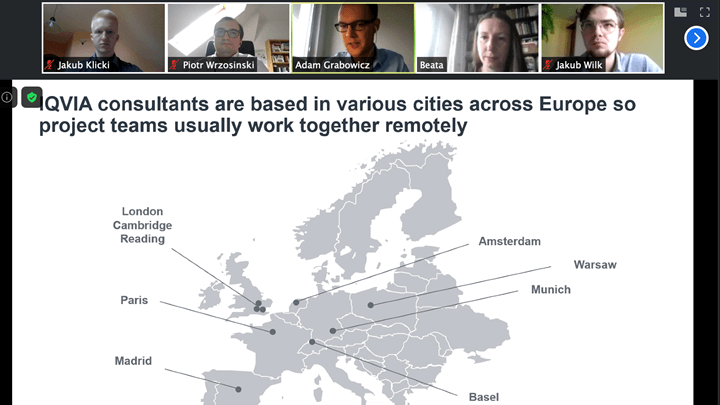 Jakub Klicki
Piotr Wrzosinski
Adam Grabowicz
Beata
Jakub Wilk
IQVIA consultants are based in various cities across Europe so
project teams usually work together remotely
London
Cambridge
Reading
Amsterdam
Warsaw
Munich
Paris
Madrid
Basel